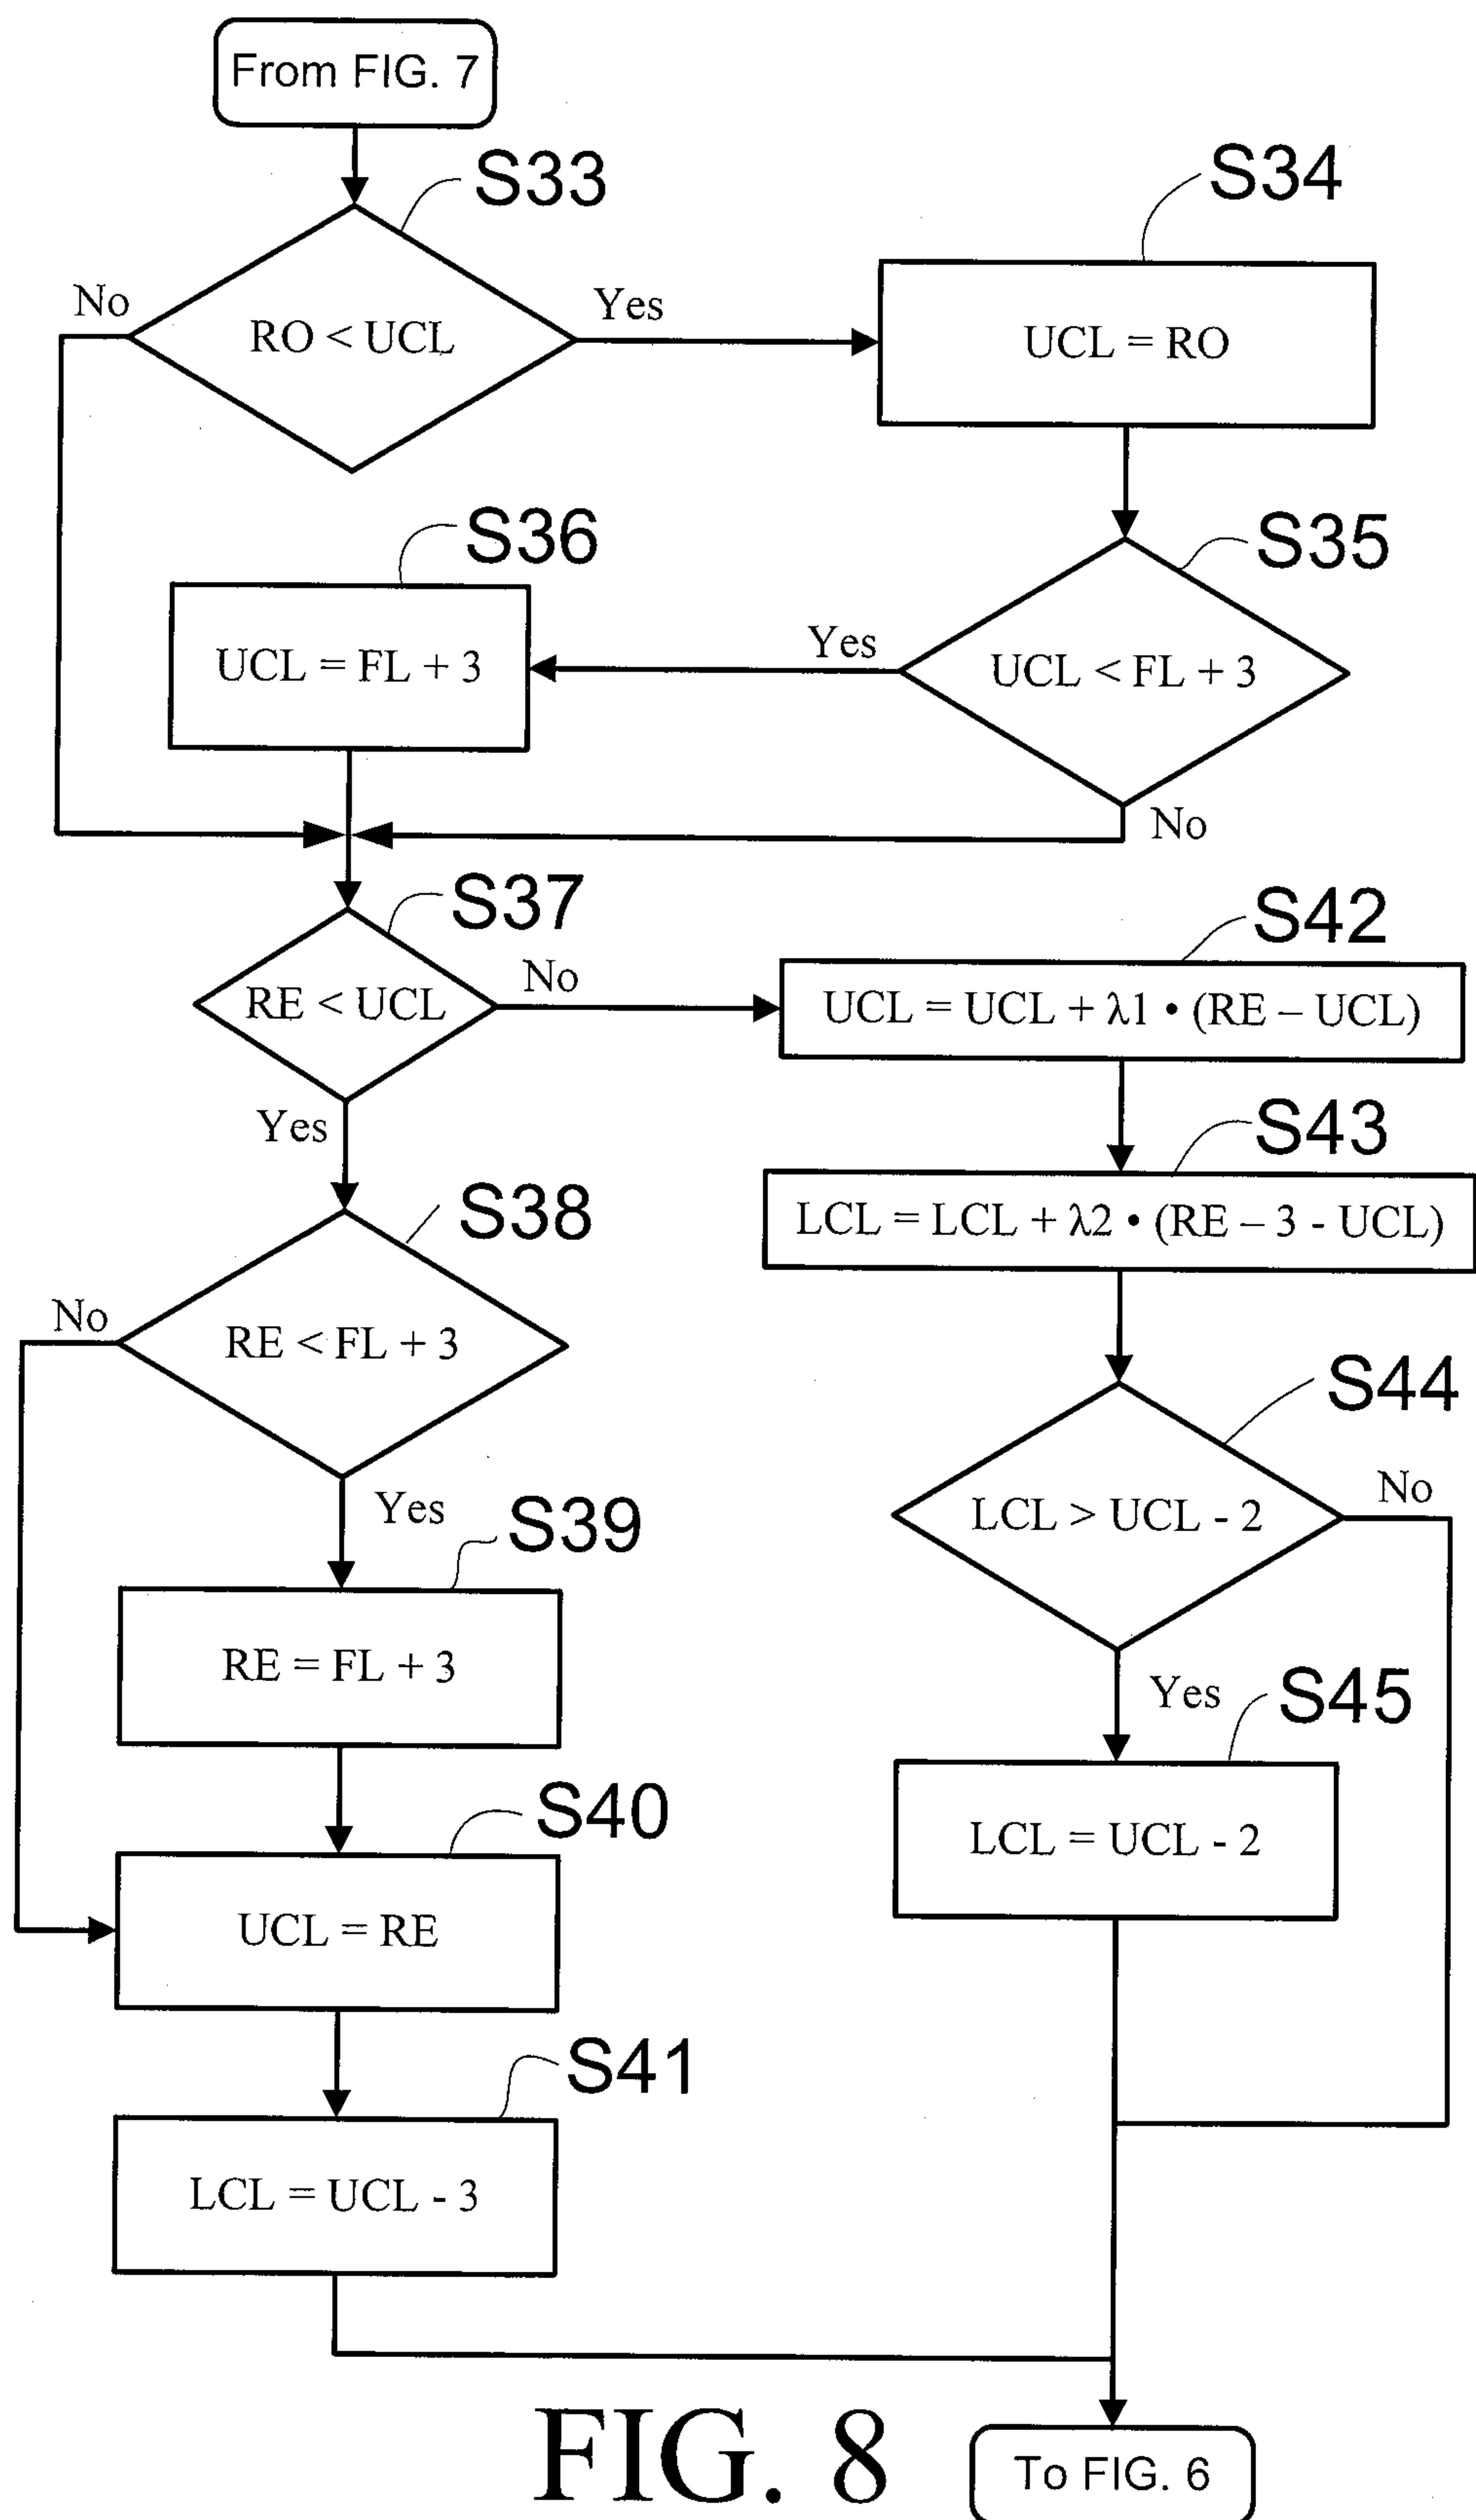 From FIG. 7
S33
S34
No
RO < UCL
Yes
UCL = RO
S36
S35
UCL = FL + 3
Yes
UCL < FL + 3
No
S37
S42
RE < UCL
No
UCL = UCL + λ1 • (RE – UCL)
Yes
S43
LCL = LCL + λ2 • (RE – 3 - UCL)
S38
No
RE < FL + 3
S44
Yes
LCL > UCL - 2
No
S39
RE = FL + 3
Yes
S45
S40
LCL = UCL - 2
UCL = RE
S41
LCL = UCL - 3
FIG. 8
To FIG. 6